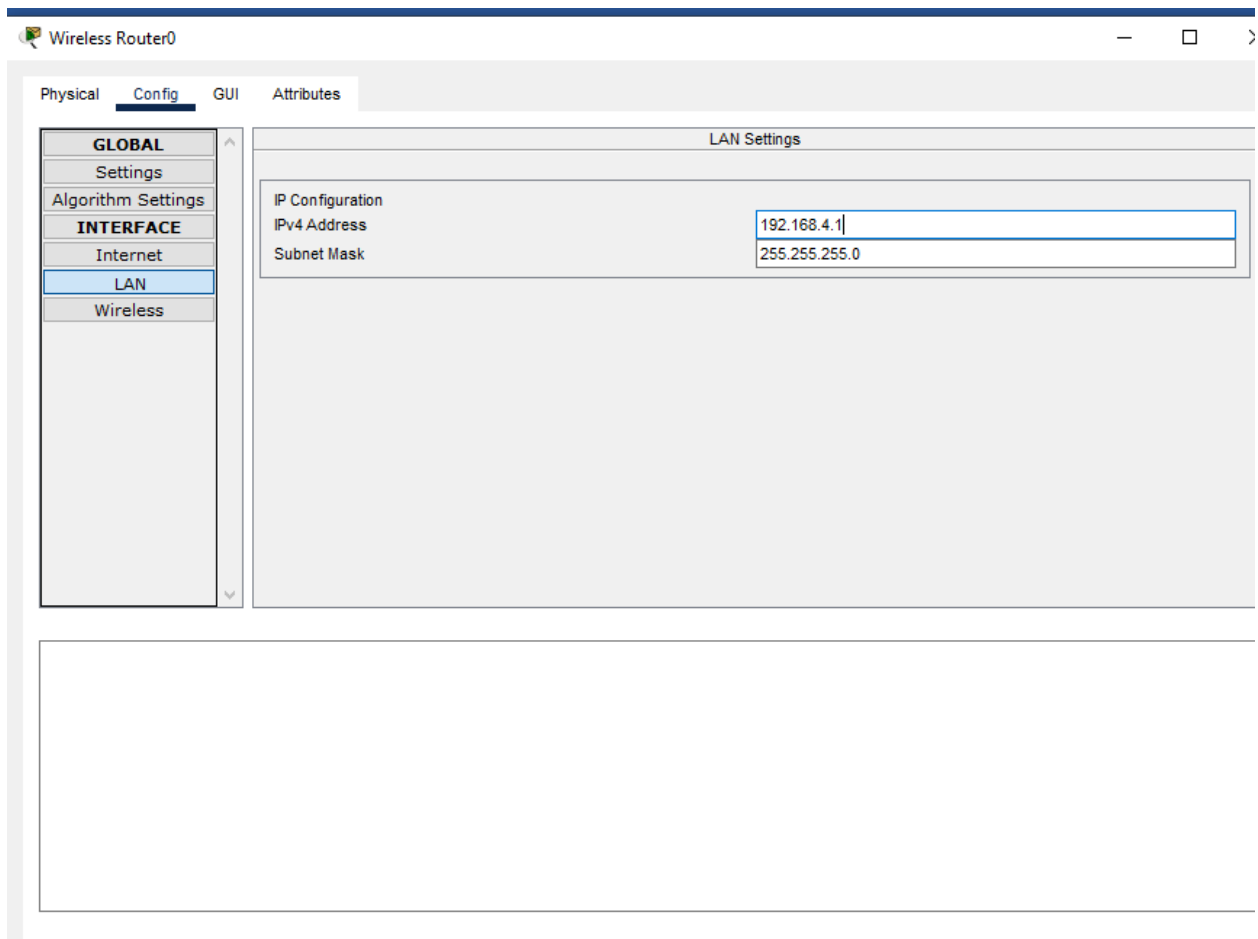 Wireless Router0
Physical Config GUI Attributes
GLOBAL
Settings
Algorithm Settings
INTERFACE
Internet
LAN
Wireless
LAN Settings
IP Configuration
IPv4 Address 192.168.4.1
Subnet Mask 255.255.255.0